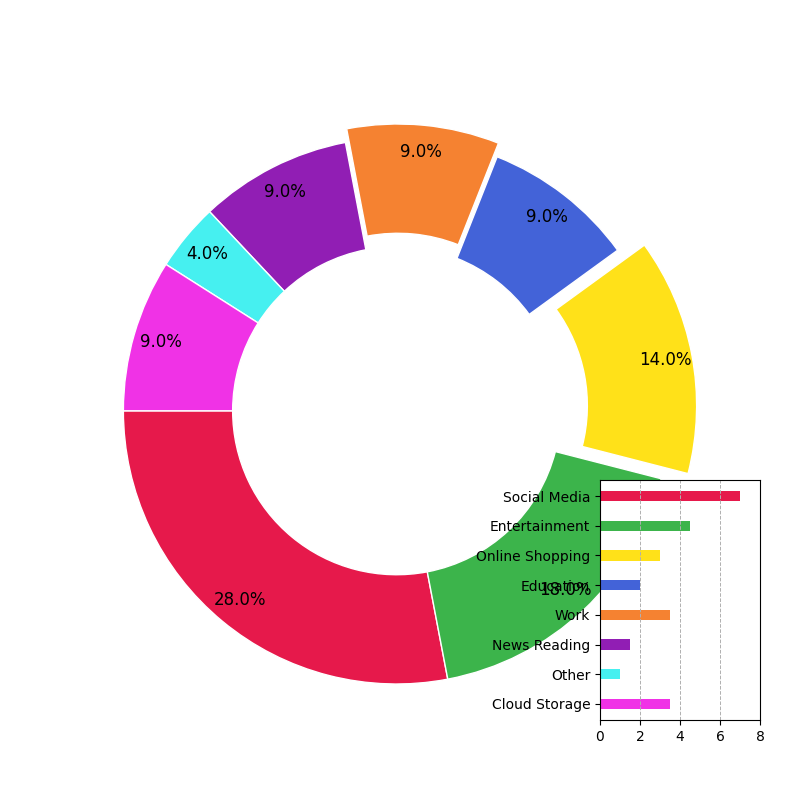 9.0%
9.0%
9.0%
4.0%
9.0%
14.0%
28.0%
18.0%
Social Media
Entertainment
Online Shopping
Education
Work
News Reading
Other
Cloud Storage
0 2 4 6 8